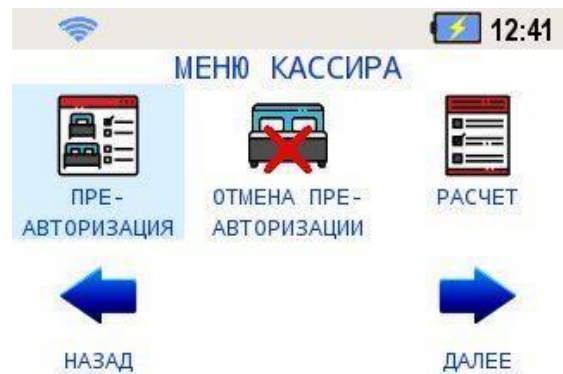 12:41
МЕНЮ КАССИРА
ПРЕ-
АВТОРИЗАЦИЯ
ОТМЕНА ПРЕ-
АВТОРИЗАЦИИ
РАСЧЕТ
НАЗАД
ДАЛЕЕ